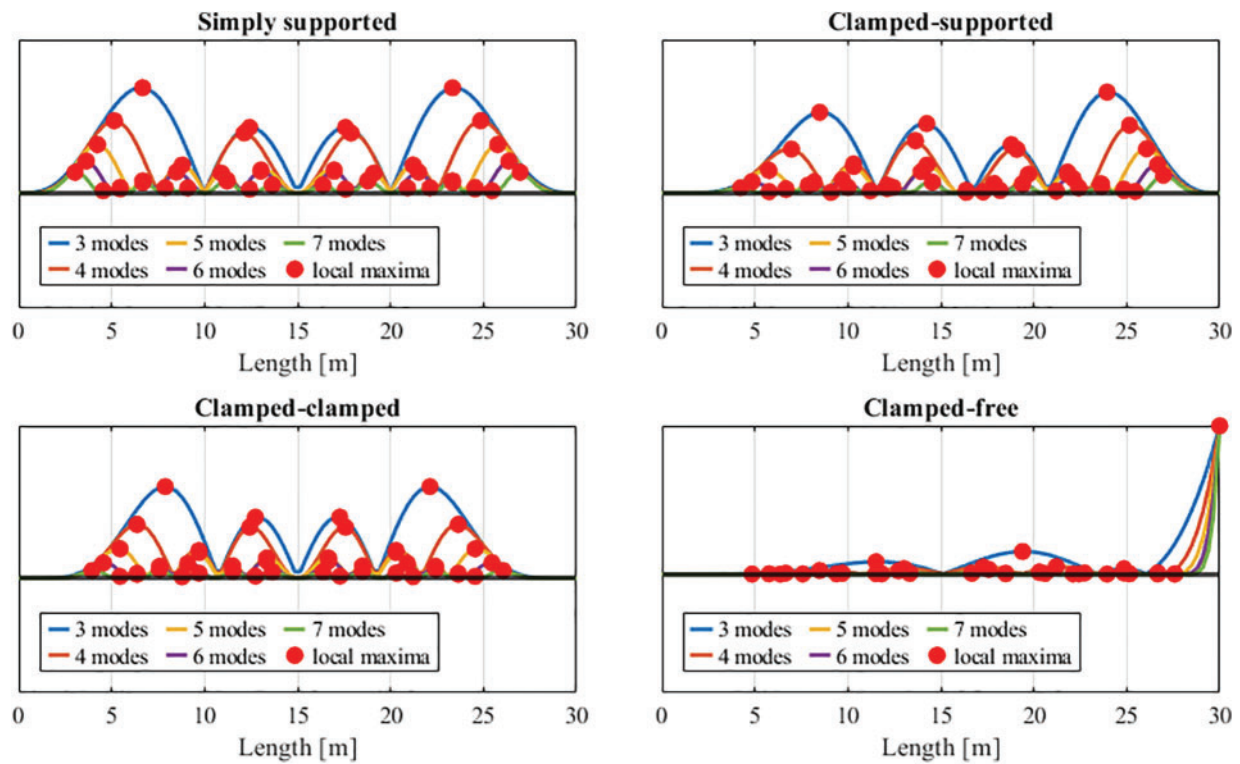 Simply supported
3 modes 5 modes 7 modes
4 modes 6 modes local maxima
0 5 10 15 20 25 30
Length [m]
Clamped-supported
3 modes 5 modes 7 modes
4 modes 6 modes local maxima
0 5 10 15 20 25 30
Length [m]
Clamped-clamped
3 modes 5 modes 7 modes
4 modes 6 modes local maxima
0 5 10 15 20 25 30
Length [m]
Clamped-free
3 modes 5 modes 7 modes
4 modes 6 modes local maxima
0 5 10 15 20 25 30
Length [m]